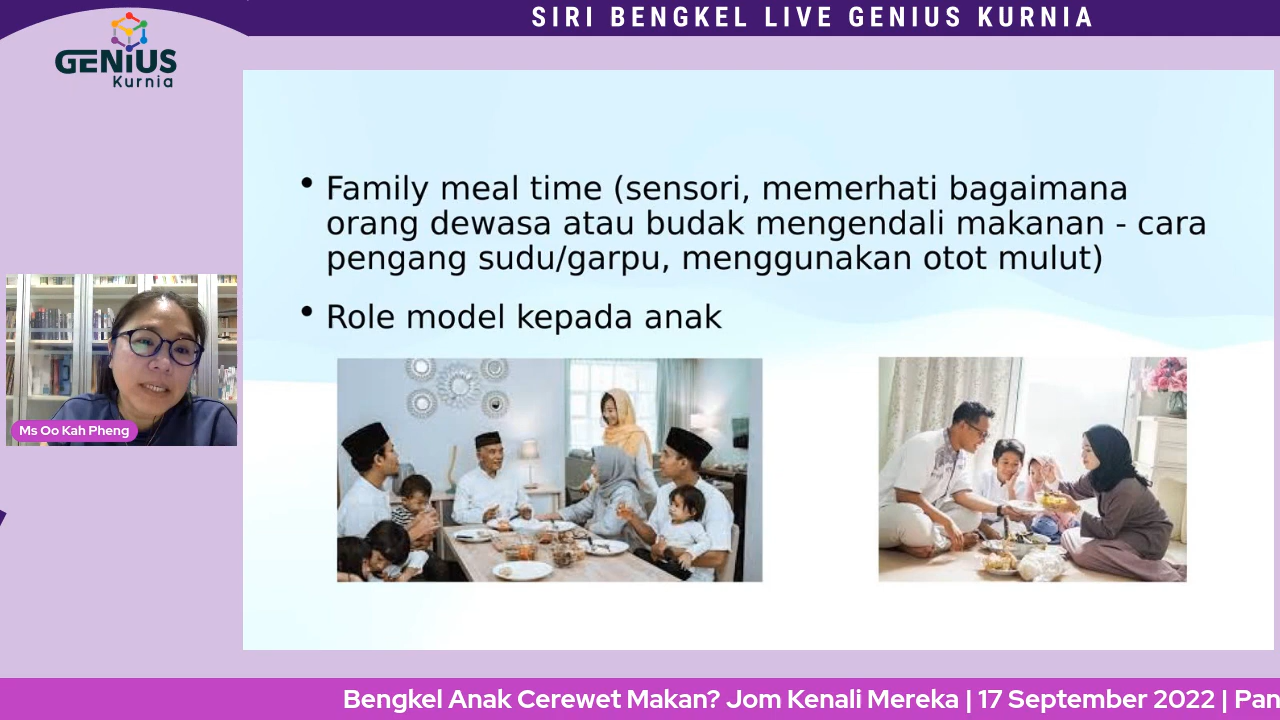 SIRI BENGKEL LIVE GENIUS KURNIA
GENIUS
Kurnia
• Family meal time (sensori, memerhati bagaimana
orang dewasa atau budak mengendali makanan - cara
pengang sudu/garpu, menggunakan otot mulut)
• Role model kepada anak
Ms Oo Kah Pheng
Bengkel Anak Cerewet Makan? Jom Kenali Mereka | 17 September 2022 | Pan